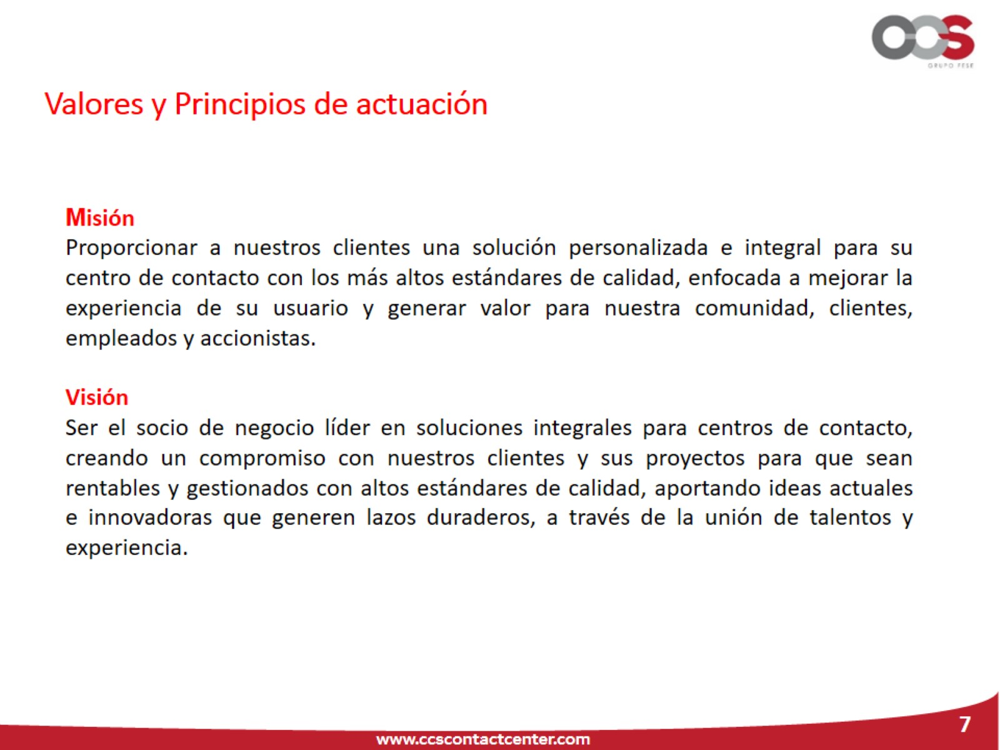 CCS
GRUPO FESE
Valores y Principios de actuación
Misión
Proporcionar a nuestros clientes una solución personalizada e integral para su
centro de contacto con los más altos estándares de calidad, enfocada a mejorar la
experiencia de su usuario y generar valor para nuestra comunidad, clientes,
empleados y accionistas.
Visión
Ser el socio de negocio líder en soluciones integrales para centros de contacto,
creando un compromiso con nuestros clientes y sus proyectos para que sean
rentables y gestionados con altos estándares de calidad, aportando ideas actuales
e innovadoras que generen lazos duraderos, a través de la unión de talentos y
experiencia.
7
www.ccscontactcenter.com